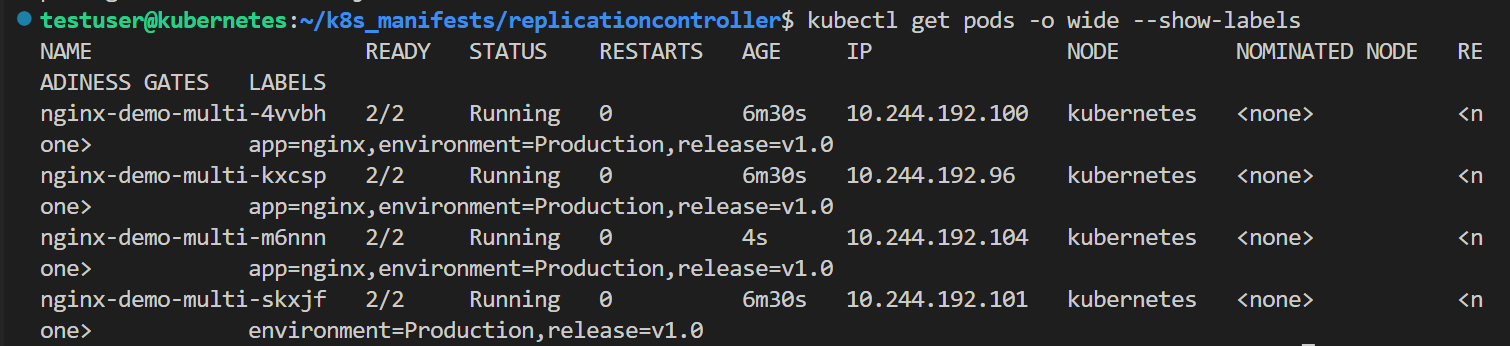 testuser@kubernetes:~/k8s_manifests/replicationcontroller$ kubectl get pods -o wide --show-labels
NAME                     READY   STATUS    RESTARTS   AGE     IP               NODE         NOMINATED NODE   RE
ADINESS GATES   LABELS
nginx-demo-multi-4vvbh   2/2     Running   0          6m30s   10.244.192.100   kubernetes   <none>           <n
one>            app=nginx,environment=Production,release=v1.0
nginx-demo-multi-kxcsp   2/2     Running   0          6m30s   10.244.192.96    kubernetes   <none>           <n
one>            app=nginx,environment=Production,release=v1.0
nginx-demo-multi-m6nnn   2/2     Running   0          4s      10.244.192.104   kubernetes   <none>           <n
one>            app=nginx,environment=Production,release=v1.0
nginx-demo-multi-skxjf   2/2     Running   0          6m30s   10.244.192.101   kubernetes   <none>           <n
one>            environment=Production,release=v1.0